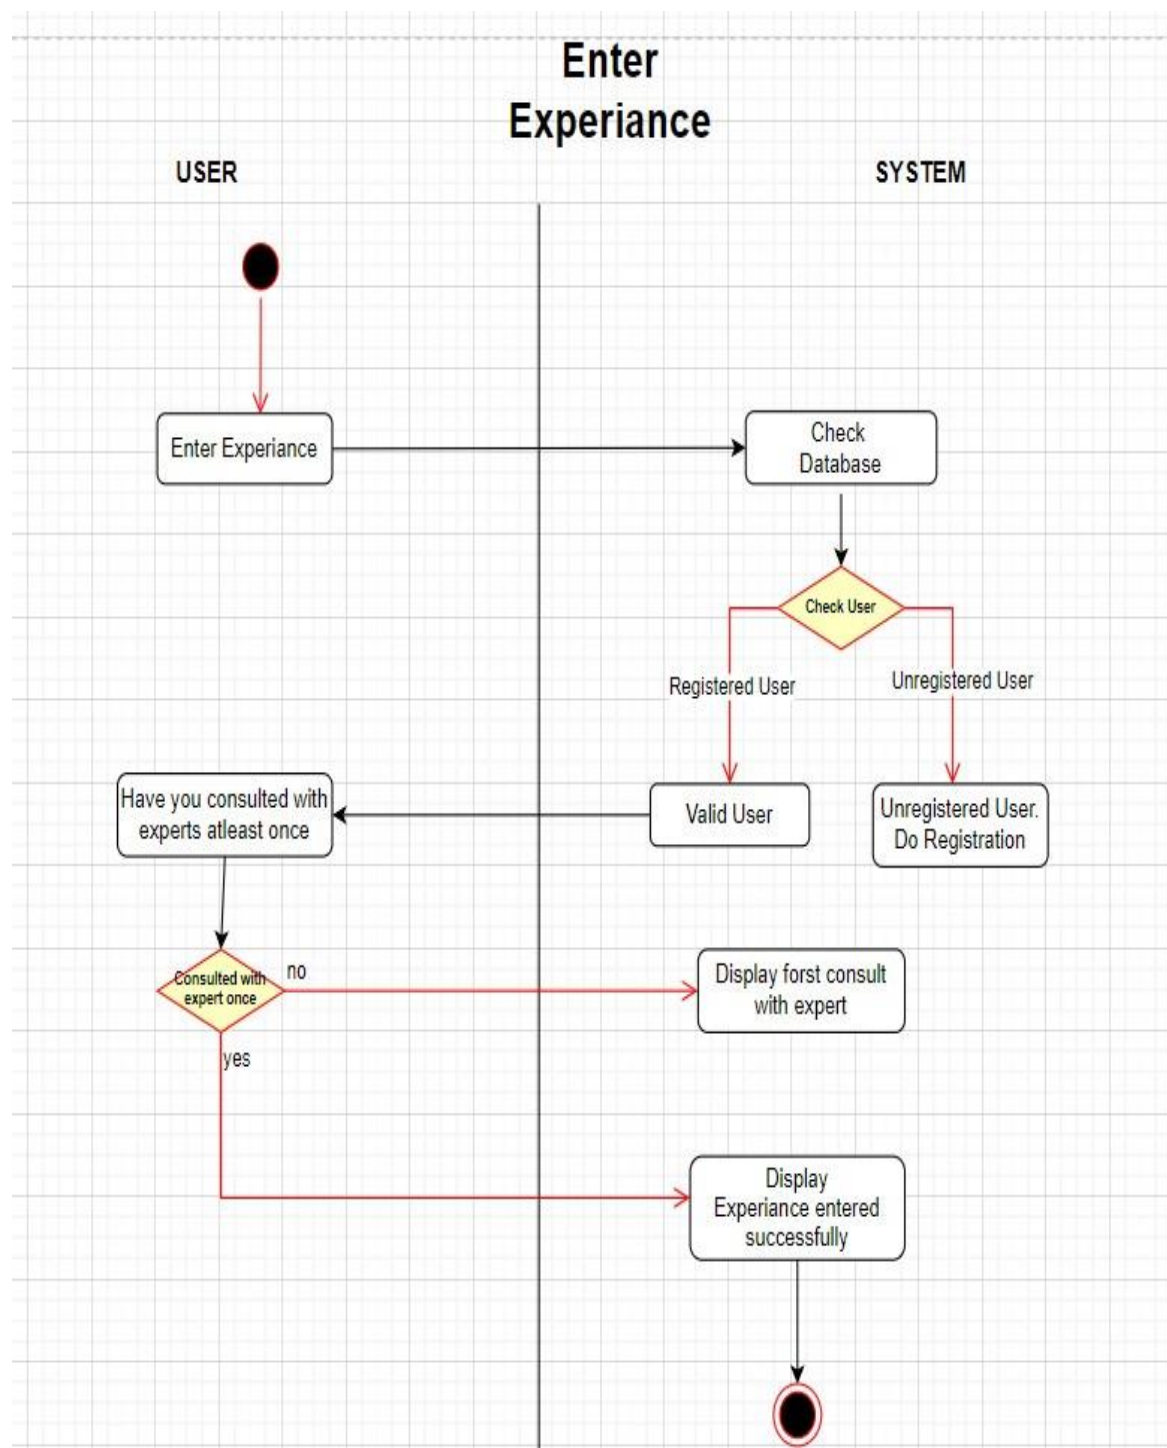 Enter
Experiance
USER
SYSTEM
Enter Experiance
Check
Database
Check User
Registered User
Unregistered User
Have you consulted with
experts atleast once
Valid User
Unregistered User.
Do Registration
Consulted with
expert once
no
Display forst consult
with expert
yes
Display
Experiance entered
successfully